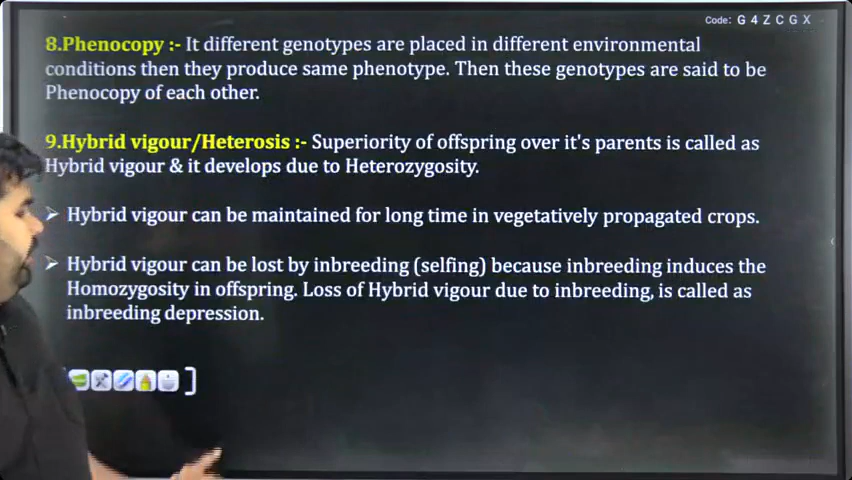 Code: G 4 Z C G X
8.Phenocopy :- It different genotypes are placed in different environmental
conditions then they produce same phenotype. Then these genotypes are said to be
Phenocopy of each other.
9.Hybrid vigour/Heterosis :- Superiority of offspring over it's parents is called as
Hybrid vigour & it develops due to Heterozygosity.
➢ Hybrid vigour can be maintained for long time in vegetatively propagated crops.
➢ Hybrid vigour can be lost by inbreeding (selfing) because inbreeding induces the
Homozygosity in offspring. Loss of Hybrid vigour due to inbreeding, is called as
inbreeding depression.